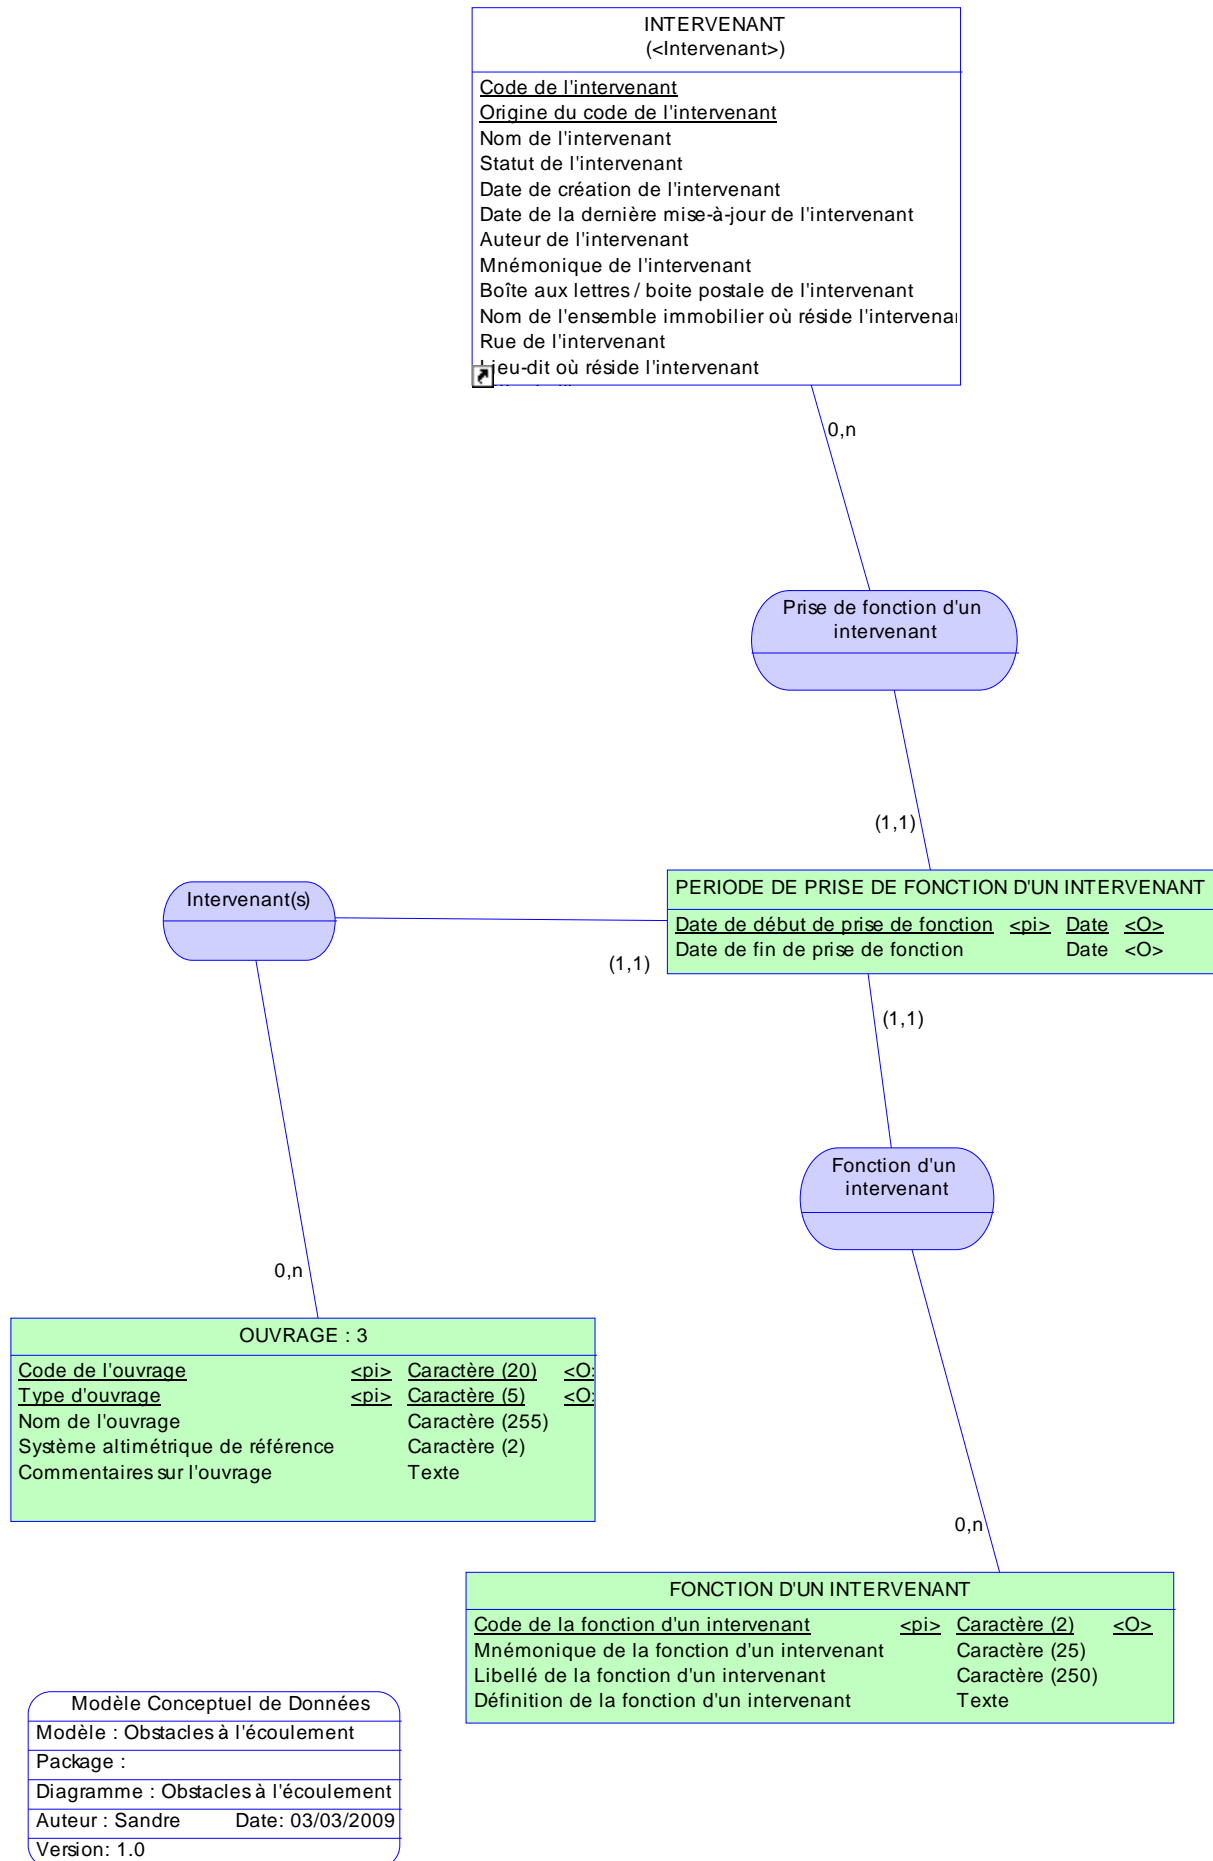 INTERVENANT
(<Intervenant>)
Code de l'intervenant
Origine du code de l'intervenant
Nom de l'intervenant
Statut de l'intervenant
Date de création de l'intervenant
Date de la dernière mise-à-jour de l'intervenant
Auteur de l'intervenant
Mnémonique de l'intervenant
Boîte aux lettres / boite postale de l'intervenant
Nom de l'ensemble immobilier où réside
Rue de l'intervenant
Lieu-dit où réside l'intervenant
0,n
Prise de fonction d'un
intervenant
(1,1)
PERIODE DE PRISE DE FONCTION D'UN INTERVENANT
Date de début de prise de fonction <pi> Date <O>
Date de fin de prise de fonction Date <O>
Intervenant(s)
(1,1)
(1,1)
Fonction d'un
intervenant
0,n
OUVRAGE : 3
Code de l'ouvrage <pi> Caractère (20) <O>
Type d'ouvrage <pi> Caractère (5) <O>
Nom de l'ouvrage Caractère (255)
Système altimétrique de référence Caractère (2)
Commentaires sur l'ouvrage Texte
0,n
FONCTION D'UN INTERVENANT
Code de la fonction d'un intervenant <pi> Caractère (2) <O>
Mnémonique de la fonction d'un intervenant Caractère (25)
Libellé de la fonction d'un intervenant Caractère (250)
Définition de la fonction d'un intervenant Texte
Modèle Conceptuel de Données
Modèle : Obstacles à l'écoulement
Package :
Diagramme : Obstacles à l'écoulement
Auteur : Sandre Date: 03/03/2009
Version: 1.0